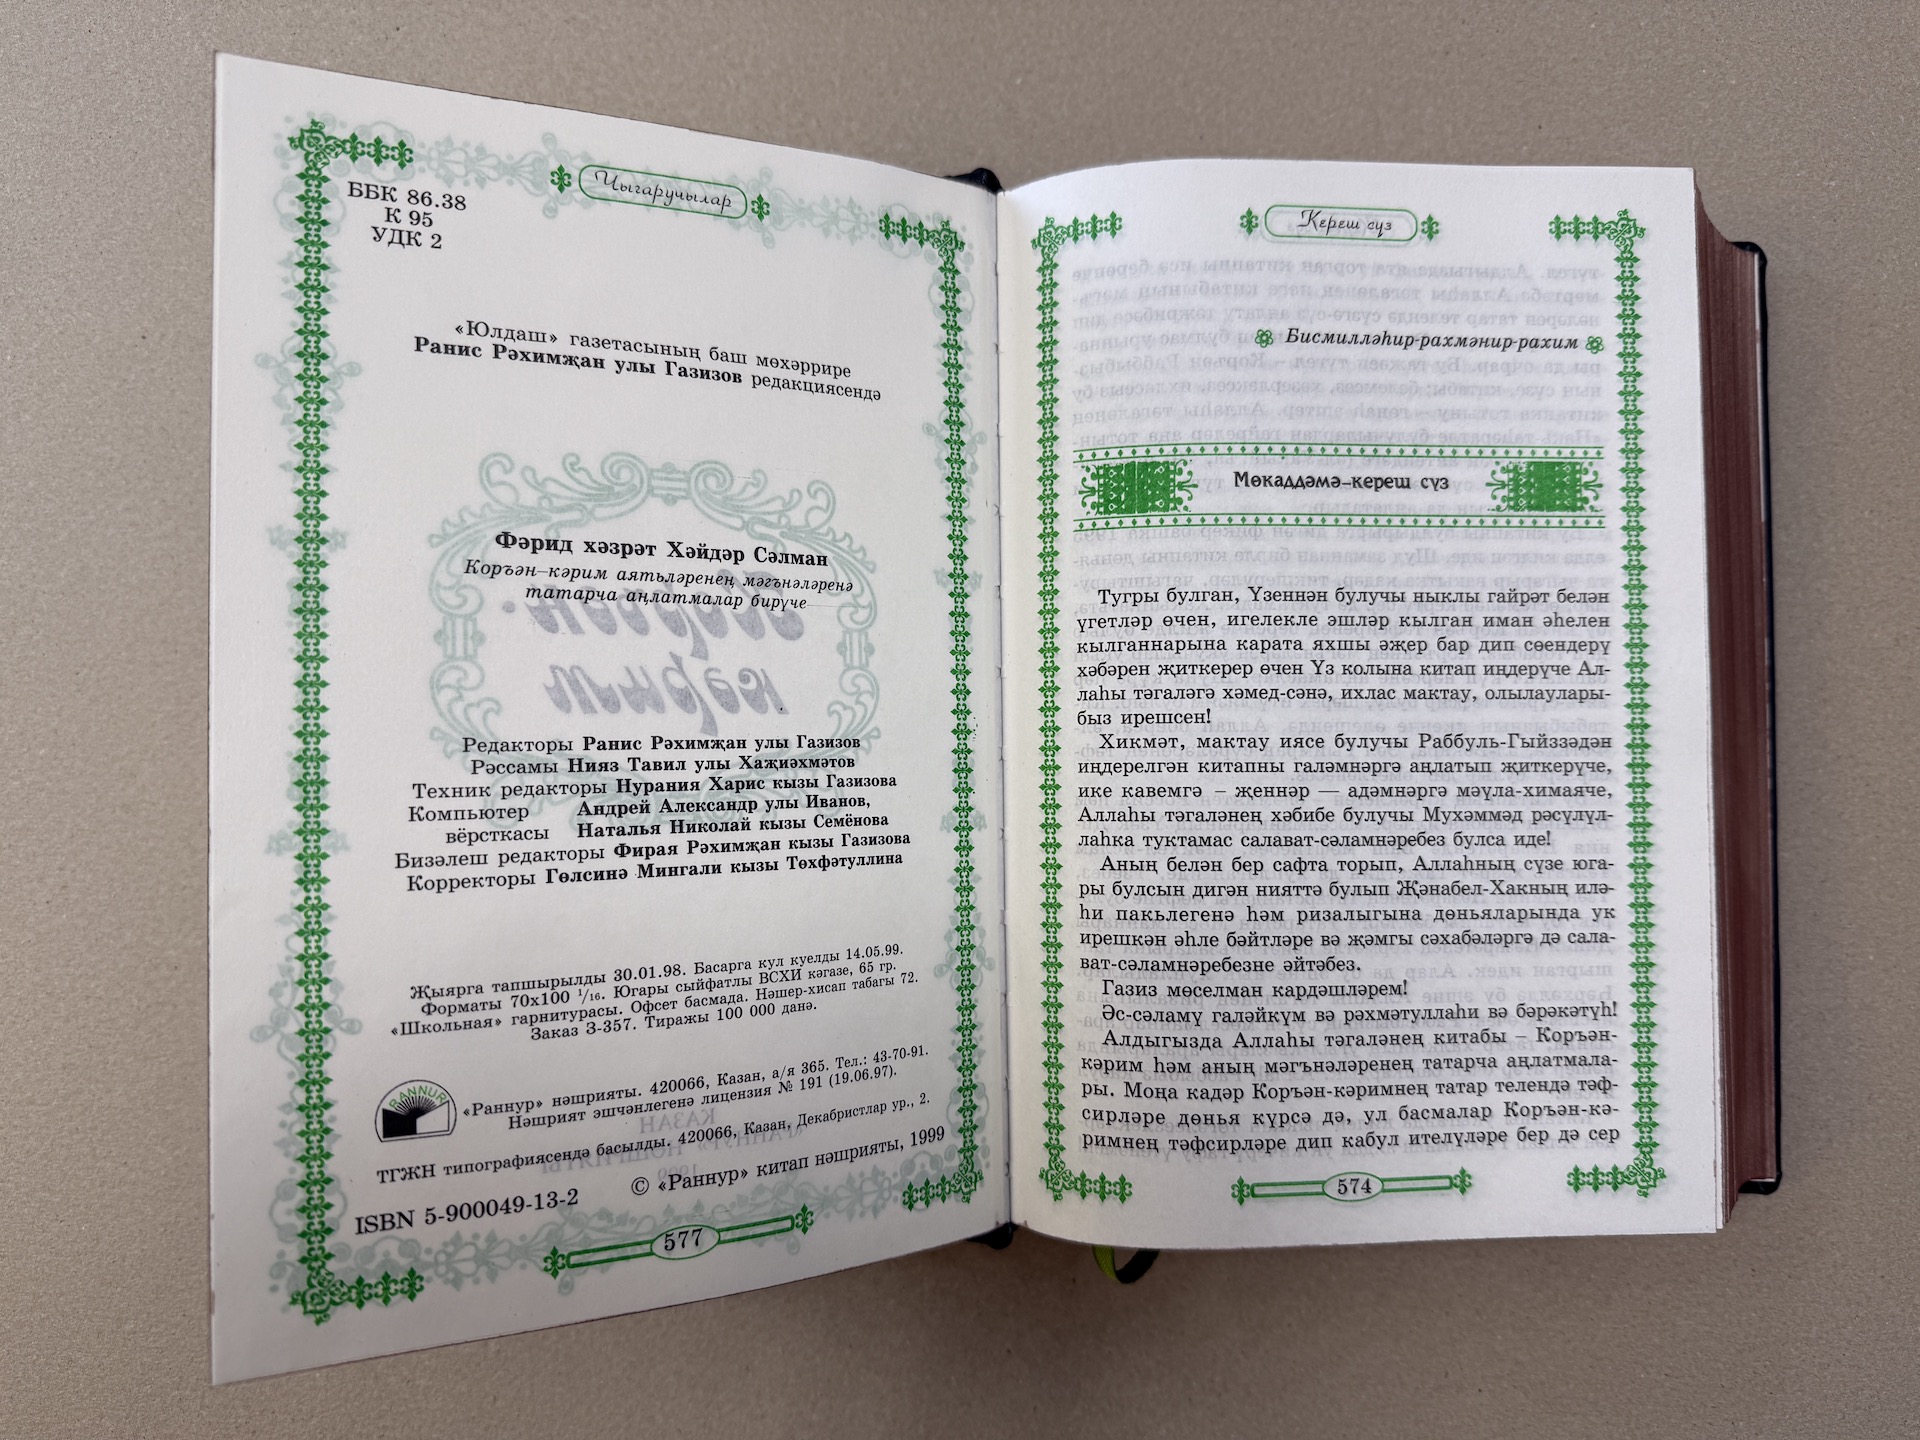 Чыгаручылар
ББК 86.38
К 95
УДК 2
«Юлдаш» газетасының баш мөхәррире
Ранис Рәхимҗан улы Газизов редакциясендә
Фәрид хәзрәт Хәйдәр Сәлман
Коръән–кәрим аятьләренең мәгънәләренә
татарча аңлатмалар бирүче
Редакторы Ранис Рәхимҗан улы Газизов
Рәссамы Нияз Тавил улы Хаҗиәхмәтов
Техник редакторы Нурания Харис кызы Газизова
Компьютер Андрей Александр улы Иванов,
вёрсткасы Наталья Николай кызы Семёнова
Бизәлеш редакторы Фирая Рәхимҗан кызы Газизова
Корректоры Гөлсинә Мингали кызы Төхфәтуллина
Җыярга тапшырылды 30.01.98. Басарга кул куелды 14.05.99.
Форматы 70x100 1/16. Югары сыйфатлы ВСХИ кәгазе, 65 гр.
«Школьная» гарнитурасы. Офсет басмада. Нәшер-хисап табагы 72.
Заказ З-357. Тиражы 100 000 данә.
RANNUR
«Раннур» нәшрияты. 420066, Казан, а/я 365. Тел.: 43-70-91.
Нәшрият эшчәнлегенә лицензия № 191 (19.06.97).
ТГЖН типографиясендә басылды. 420066, Казан, Декабристлар ур., 2.
© «Раннур» китап нәшрияты, 1999
ISBN 5-900049-13-2
577
Кереш сүз
Бисмилләһир-рахмәнир-рахим
Мөкаддәмә–кереш сүз
Тугры булган, Үзеннән булучы ныклы гайрәт белән
үгетләр өчен, игелекле эшләр кылган иман әһелен
кылганнарына карата яхшы әҗер бар дип сөендерү
хәбәрен җиткерер өчен Үз колына китап иңдерүче Ал-
лаһы тәгаләгә хәмед-сәнә, ихлас мактау, олылаулары-
быз ирешсен!
Хикмәт, мактау иясе булучы Раббуль-Гыйззәдән
иңдерелгән китапны галәмнәргә аңлатып җиткерүче,
ике кавемгә – җеннәр — адәмнәргә мәүла-химаяче,
Аллаһы тәгаләнең хәбибе булучы Мухәммәд рәсүлүл-
лаһка туктамас салават-сәламнәребез булса иде!
Аның белән бер сафта торып, Аллаһның сүзе юга-
ры булсын дигән нияттә булып Җәнабел-Хакның илә-
һи пакьлегенә һәм ризалыгына дөньяларында ук
ирешкән әһле бәйтләре вә җәмгы сәхабәләргә дә сала-
ват-сәламнәребезне әйтәбез.
Газиз мөселман кардәшләрем!
Әс-сәламү галәйкүм вә рәхмәтуллаһи вә бәрәкәтүһ!
Алдыгызда Аллаһы тәгаләнең китабы – Коръән-
кәрим һәм аның мәгънәләренең татарча аңлатмала-
ры. Моңа кадәр Коръән-кәримнең татар телендә тәф-
сирләре дөнья күрсә дә, ул басмалар Коръән-кә-
римнең тәфсирләре дип кабул ителүләре бер дә сер
574